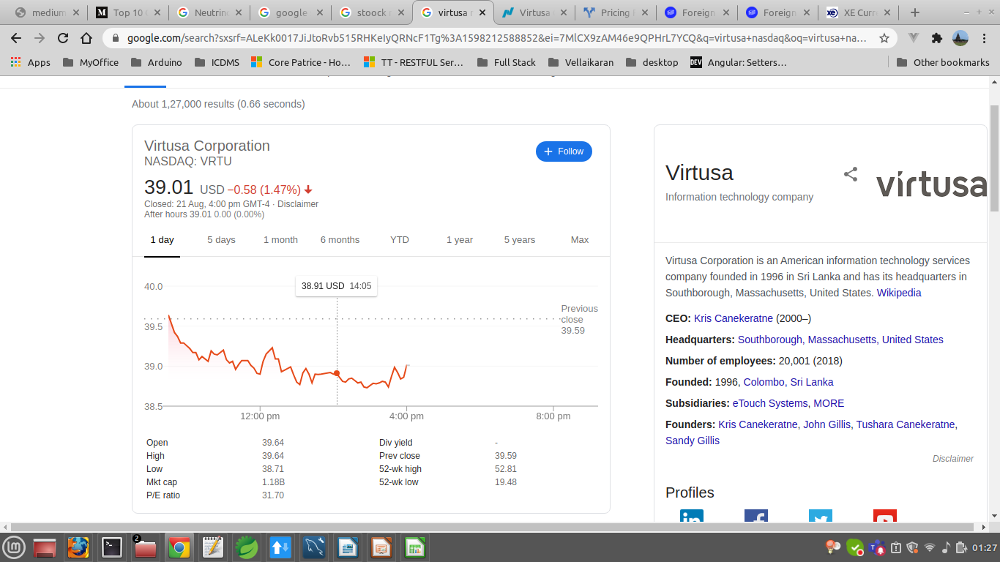 medium
Top 10
Neutrin
google
stoock r
virtusa r
Virtusa
Pricing
Foreign
Foreign
XE Curr
google.com/search?sxsrf=ALeKk0017JiJtoRvb515RHKeIyQRNcF1Tg%3A1598212588852&ei=7MlCX9zAM46e9QPHrL7YCQ&q=virtusa+nasdaq&oq=virtusa+na...
Apps MyOffice Arduino ICDMS Core Patrice - Ho... TT - RESTFUL Ser... Full Stack Vellaikaran desktop DEV Angular: Setters... Other bookmarks
About 1,27,000 results (0.66 seconds)
Virtusa Corporation
NASDAQ: VRTU
+ Follow
39.01 USD −0.58 (1.47%)
Closed: 21 Aug, 4:00 pm GMT-4 · Disclaimer
After hours 39.01 0.00 (0.00%)
1 day 5 days 1 month 6 months YTD 1 year 5 years Max
38.91 USD 14:05
40.0
39.5
39.0
38.5
Previous
close
39.59
12:00 pm 4:00 pm 8:00 pm
Open 39.64 Div yield -
High 39.64 Prev close 39.59
Low 38.71 52-wk high 52.81
Mkt cap 1.18B 52-wk low 19.48
P/E ratio 31.70
Virtusa
Information technology company
virtusa
Virtusa Corporation is an American information technology services
company founded in 1996 in Sri Lanka and has its headquarters in
Southborough, Massachusetts, United States. Wikipedia
CEO: Kris Canekeratne (2000–)
Headquarters: Southborough, Massachusetts, United States
Number of employees: 20,001 (2018)
Founded: 1996, Colombo, Sri Lanka
Subsidiaries: eTouch Systems, MORE
Founders: Kris Canekeratne, John Gillis, Tushara Canekeratne,
Sandy Gillis
Disclaimer
Profiles
2
01:27